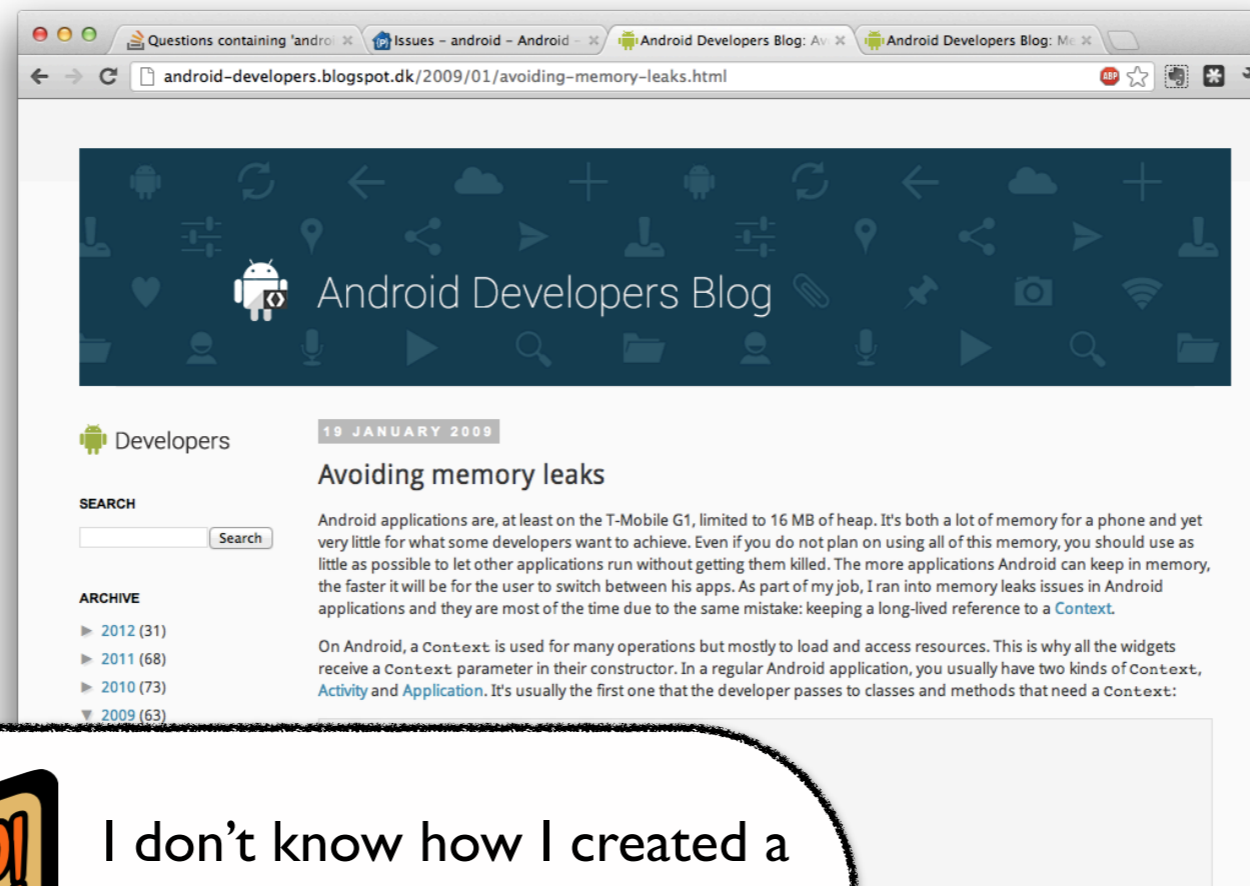 Questions containing 'androi
Issues – android – Android –
Android Developers Blog: Av
Android Developers Blog: Me
android-developers.blogspot.dk/2009/01/avoiding-memory-leaks.html
ABP
Android Developers Blog
Developers
SEARCH
Search
ARCHIVE
► 2012 (31)
► 2011 (68)
► 2010 (73)
▼ 2009 (63)
19 JANUARY 2009
Avoiding memory leaks
Android applications are, at least on the T-Mobile G1, limited to 16 MB of heap. It's both a lot of memory for a phone and yet
very little for what some developers want to achieve. Even if you do not plan on using all of this memory, you should use as
little as possible to let other applications run without getting them killed. The more applications Android can keep in memory,
the faster it will be for the user to switch between his apps. As part of my job, I ran into memory leaks issues in Android
applications and they are most of the time due to the same mistake: keeping a long-lived reference to a Context.
On Android, a Context is used for many operations but mostly to load and access resources. This is why all the widgets
receive a Context parameter in their constructor. In a regular Android application, you usually have two kinds of Context,
Activity and Application. It's usually the first one that the developer passes to classes and methods that need a Context:
I don't know how I created a